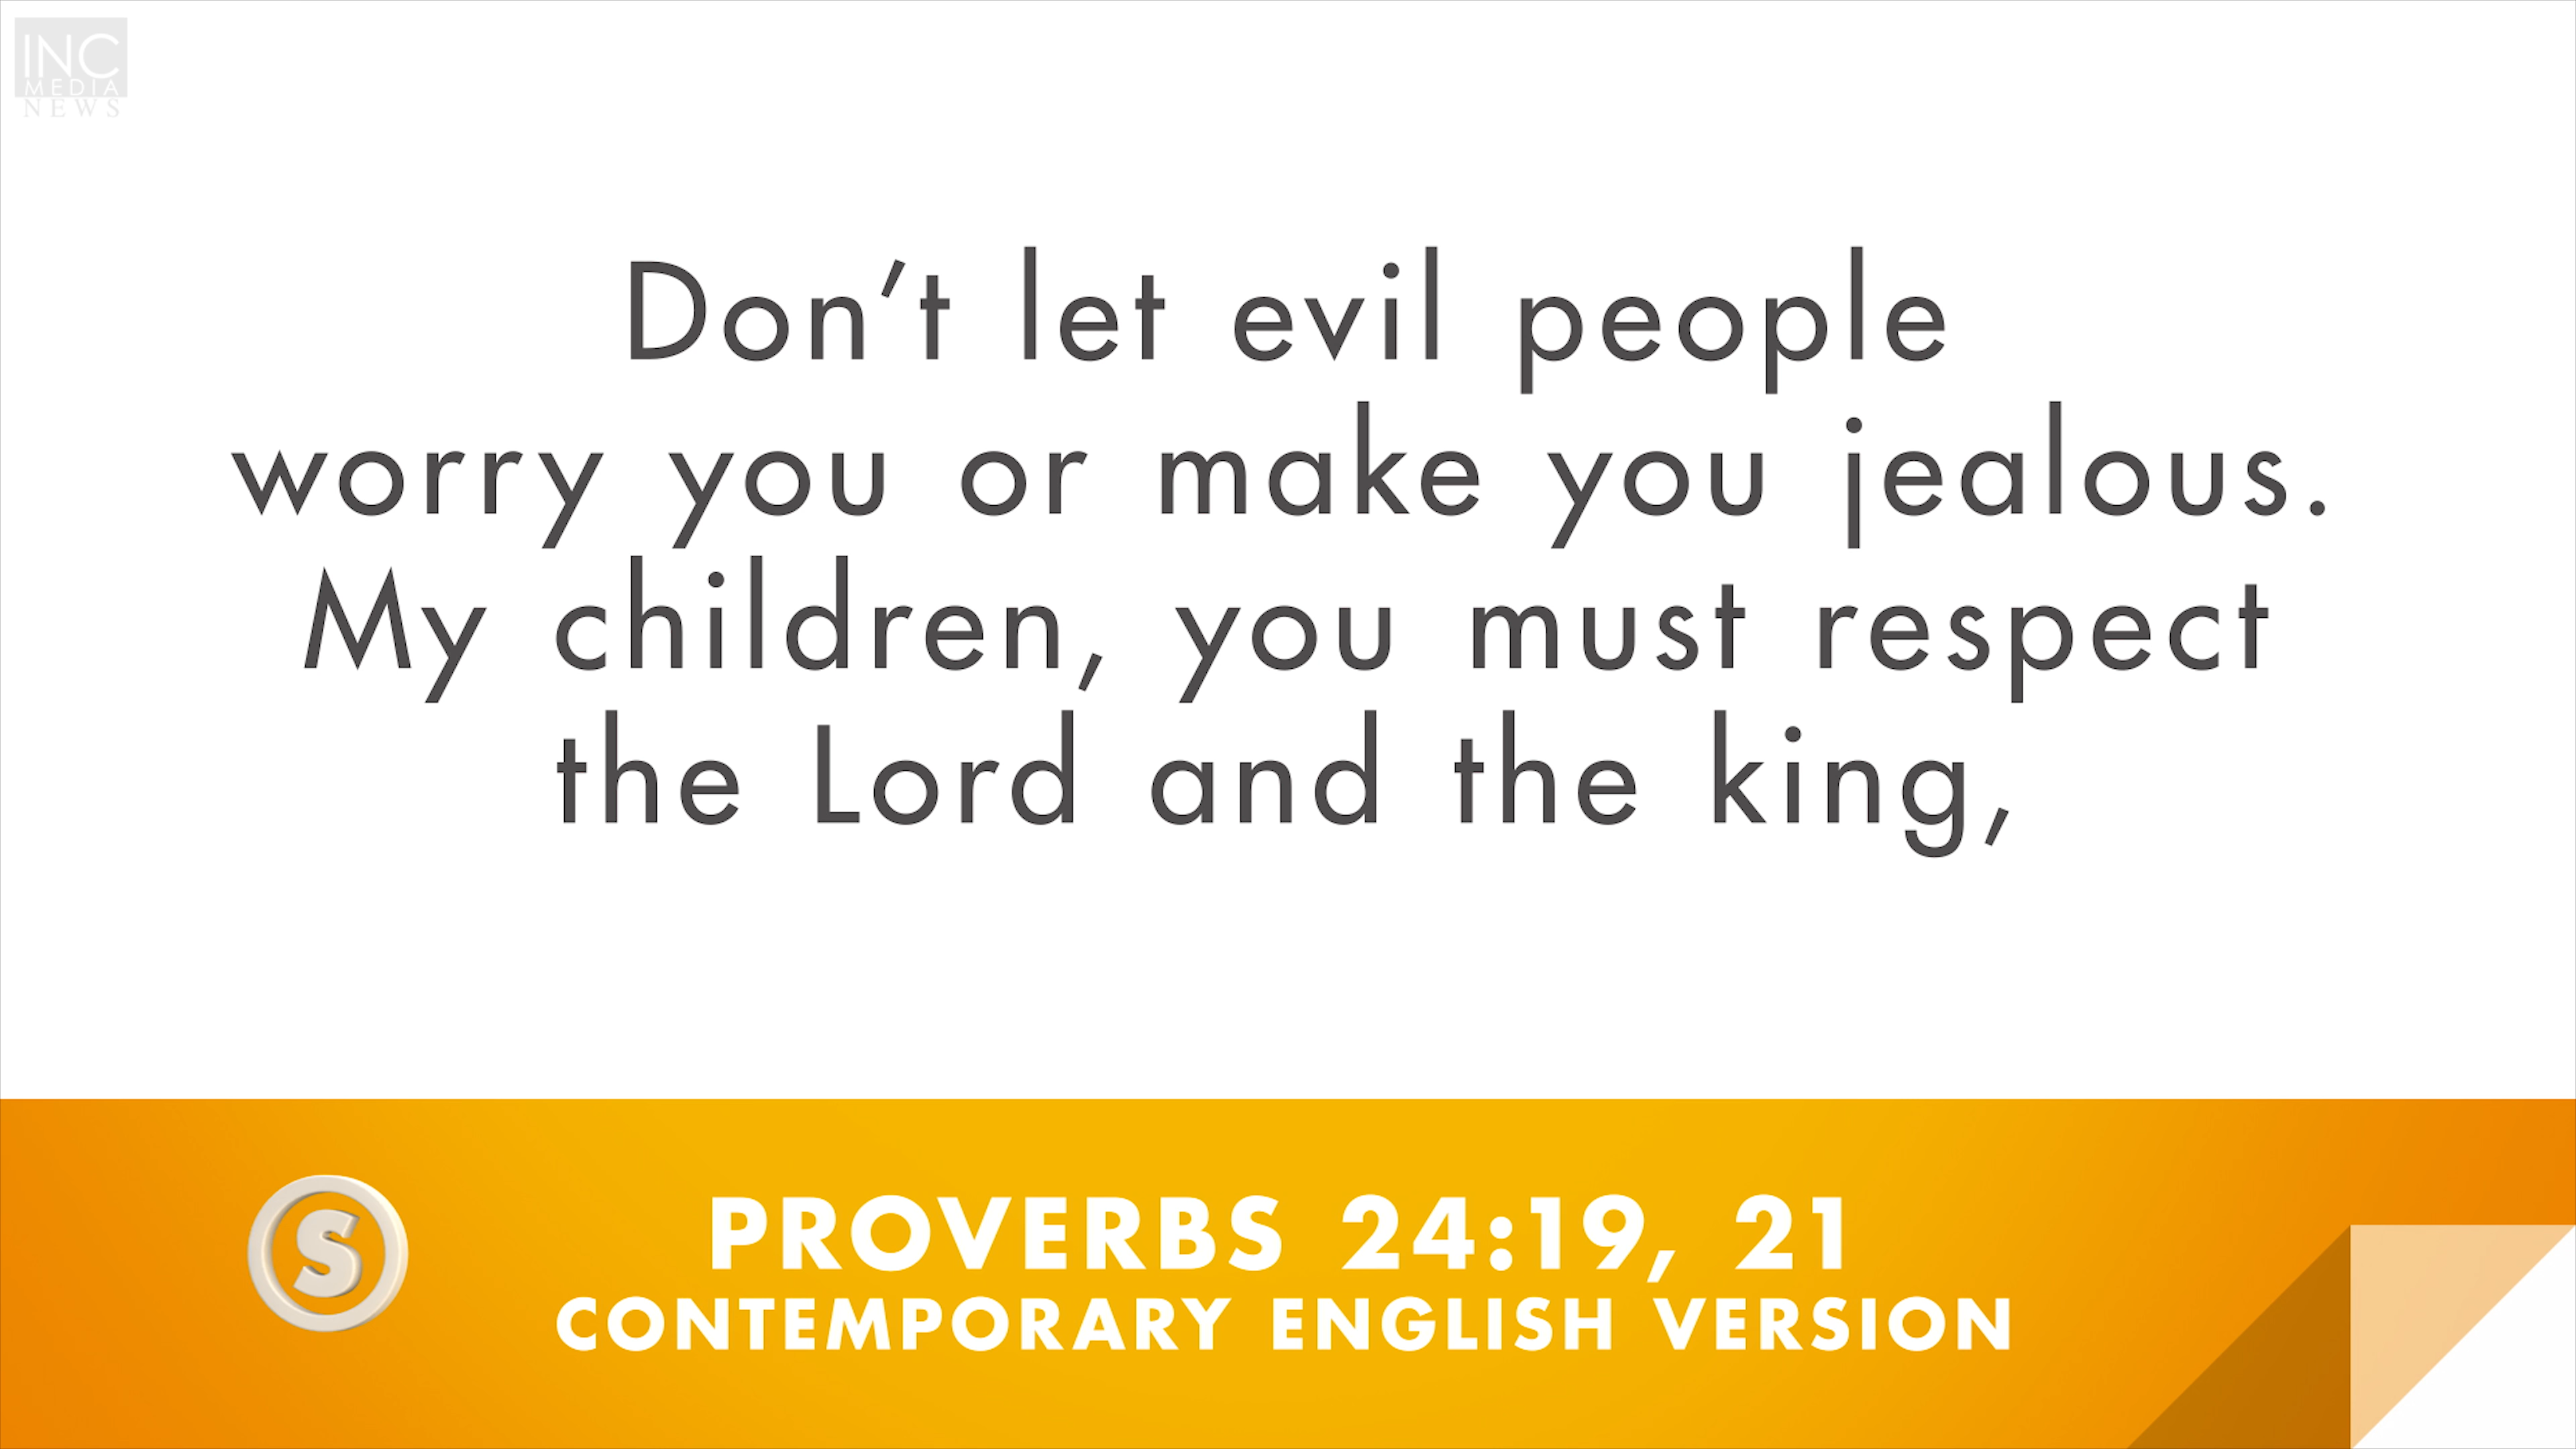 INC
MEDIA
NEWS
Don’t let evil people
worry you or make you jealous.
My children, you must respect
the Lord and the king,
S
PROVERBS 24:19, 21
CONTEMPORARY ENGLISH VERSION